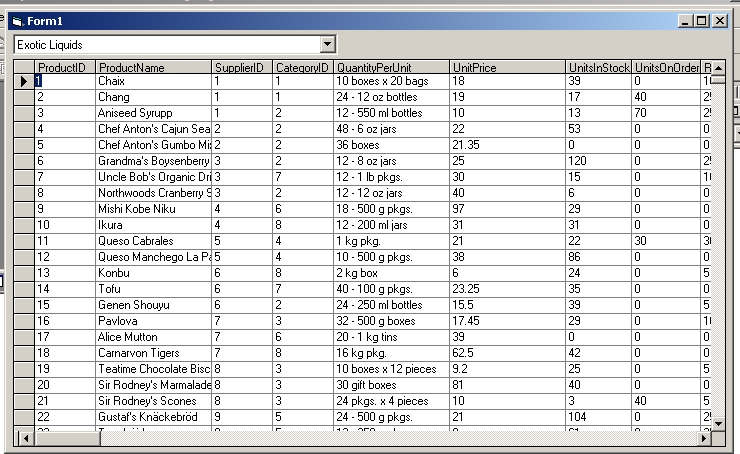 Form1
Exotic Liquids
ProductID ProductName SupplierID CategoryID QuantityPerUnit UnitPrice UnitsInStock UnitsOnOrder R
1 Chaix 1 1 10 boxes x 20 bags 18 39 0 10
2 Chang 1 1 24 - 12 oz bottles 19 17 40 25
3 Aniseed Syrupp 1 2 12 - 550 ml bottles 10 13 70 25
4 Chef Anton's Cajun Sea 2 2 48 - 6 oz jars 22 53 0 0
5 Chef Anton's Gumbo Mi 2 2 36 boxes 21.35 0 0 0
6 Grandma's Boysenberry 3 2 12 - 8 oz jars 25 120 0 25
7 Uncle Bob's Organic Dri 3 7 12 - 1 lb pkgs. 30 15 0 10
8 Northwoods Cranberry S 3 2 12 - 12 oz jars 40 6 0 0
9 Mishi Kobe Niku 4 6 18 - 500 g pkgs. 97 29 0 0
10 Ikura 4 8 12 - 200 ml jars 31 31 0 0
11 Queso Cabrales 5 4 1 kg pkg. 21 22 30 30
12 Queso Manchego La Pa 5 4 10 - 500 g pkgs. 38 86 0 0
13 Konbu 6 8 2 kg box 6 24 0 5
14 Tofu 6 7 40 - 100 g pkgs. 23.25 35 0 0
15 Genen Shouyu 6 2 24 - 250 ml bottles 15.5 39 0 5
16 Pavlova 7 3 32 - 500 g boxes 17.45 29 0 10
17 Alice Mutton 7 6 20 - 1 kg tins 39 0 0 0
18 Carnarvon Tigers 7 8 16 kg pkg. 62.5 42 0 0
19 Teatime Chocolate Bisc 8 3 10 boxes x 12 pieces 9.2 25 0 5
20 Sir Rodney's Marmalade 8 3 30 gift boxes 81 40 0 0
21 Sir Rodney's Scones 8 3 24 pkgs. x 4 pieces 10 3 40 5
22 Gustaf's Knäckebröd 9 5 24 - 500 g pkgs. 21 104 0 25